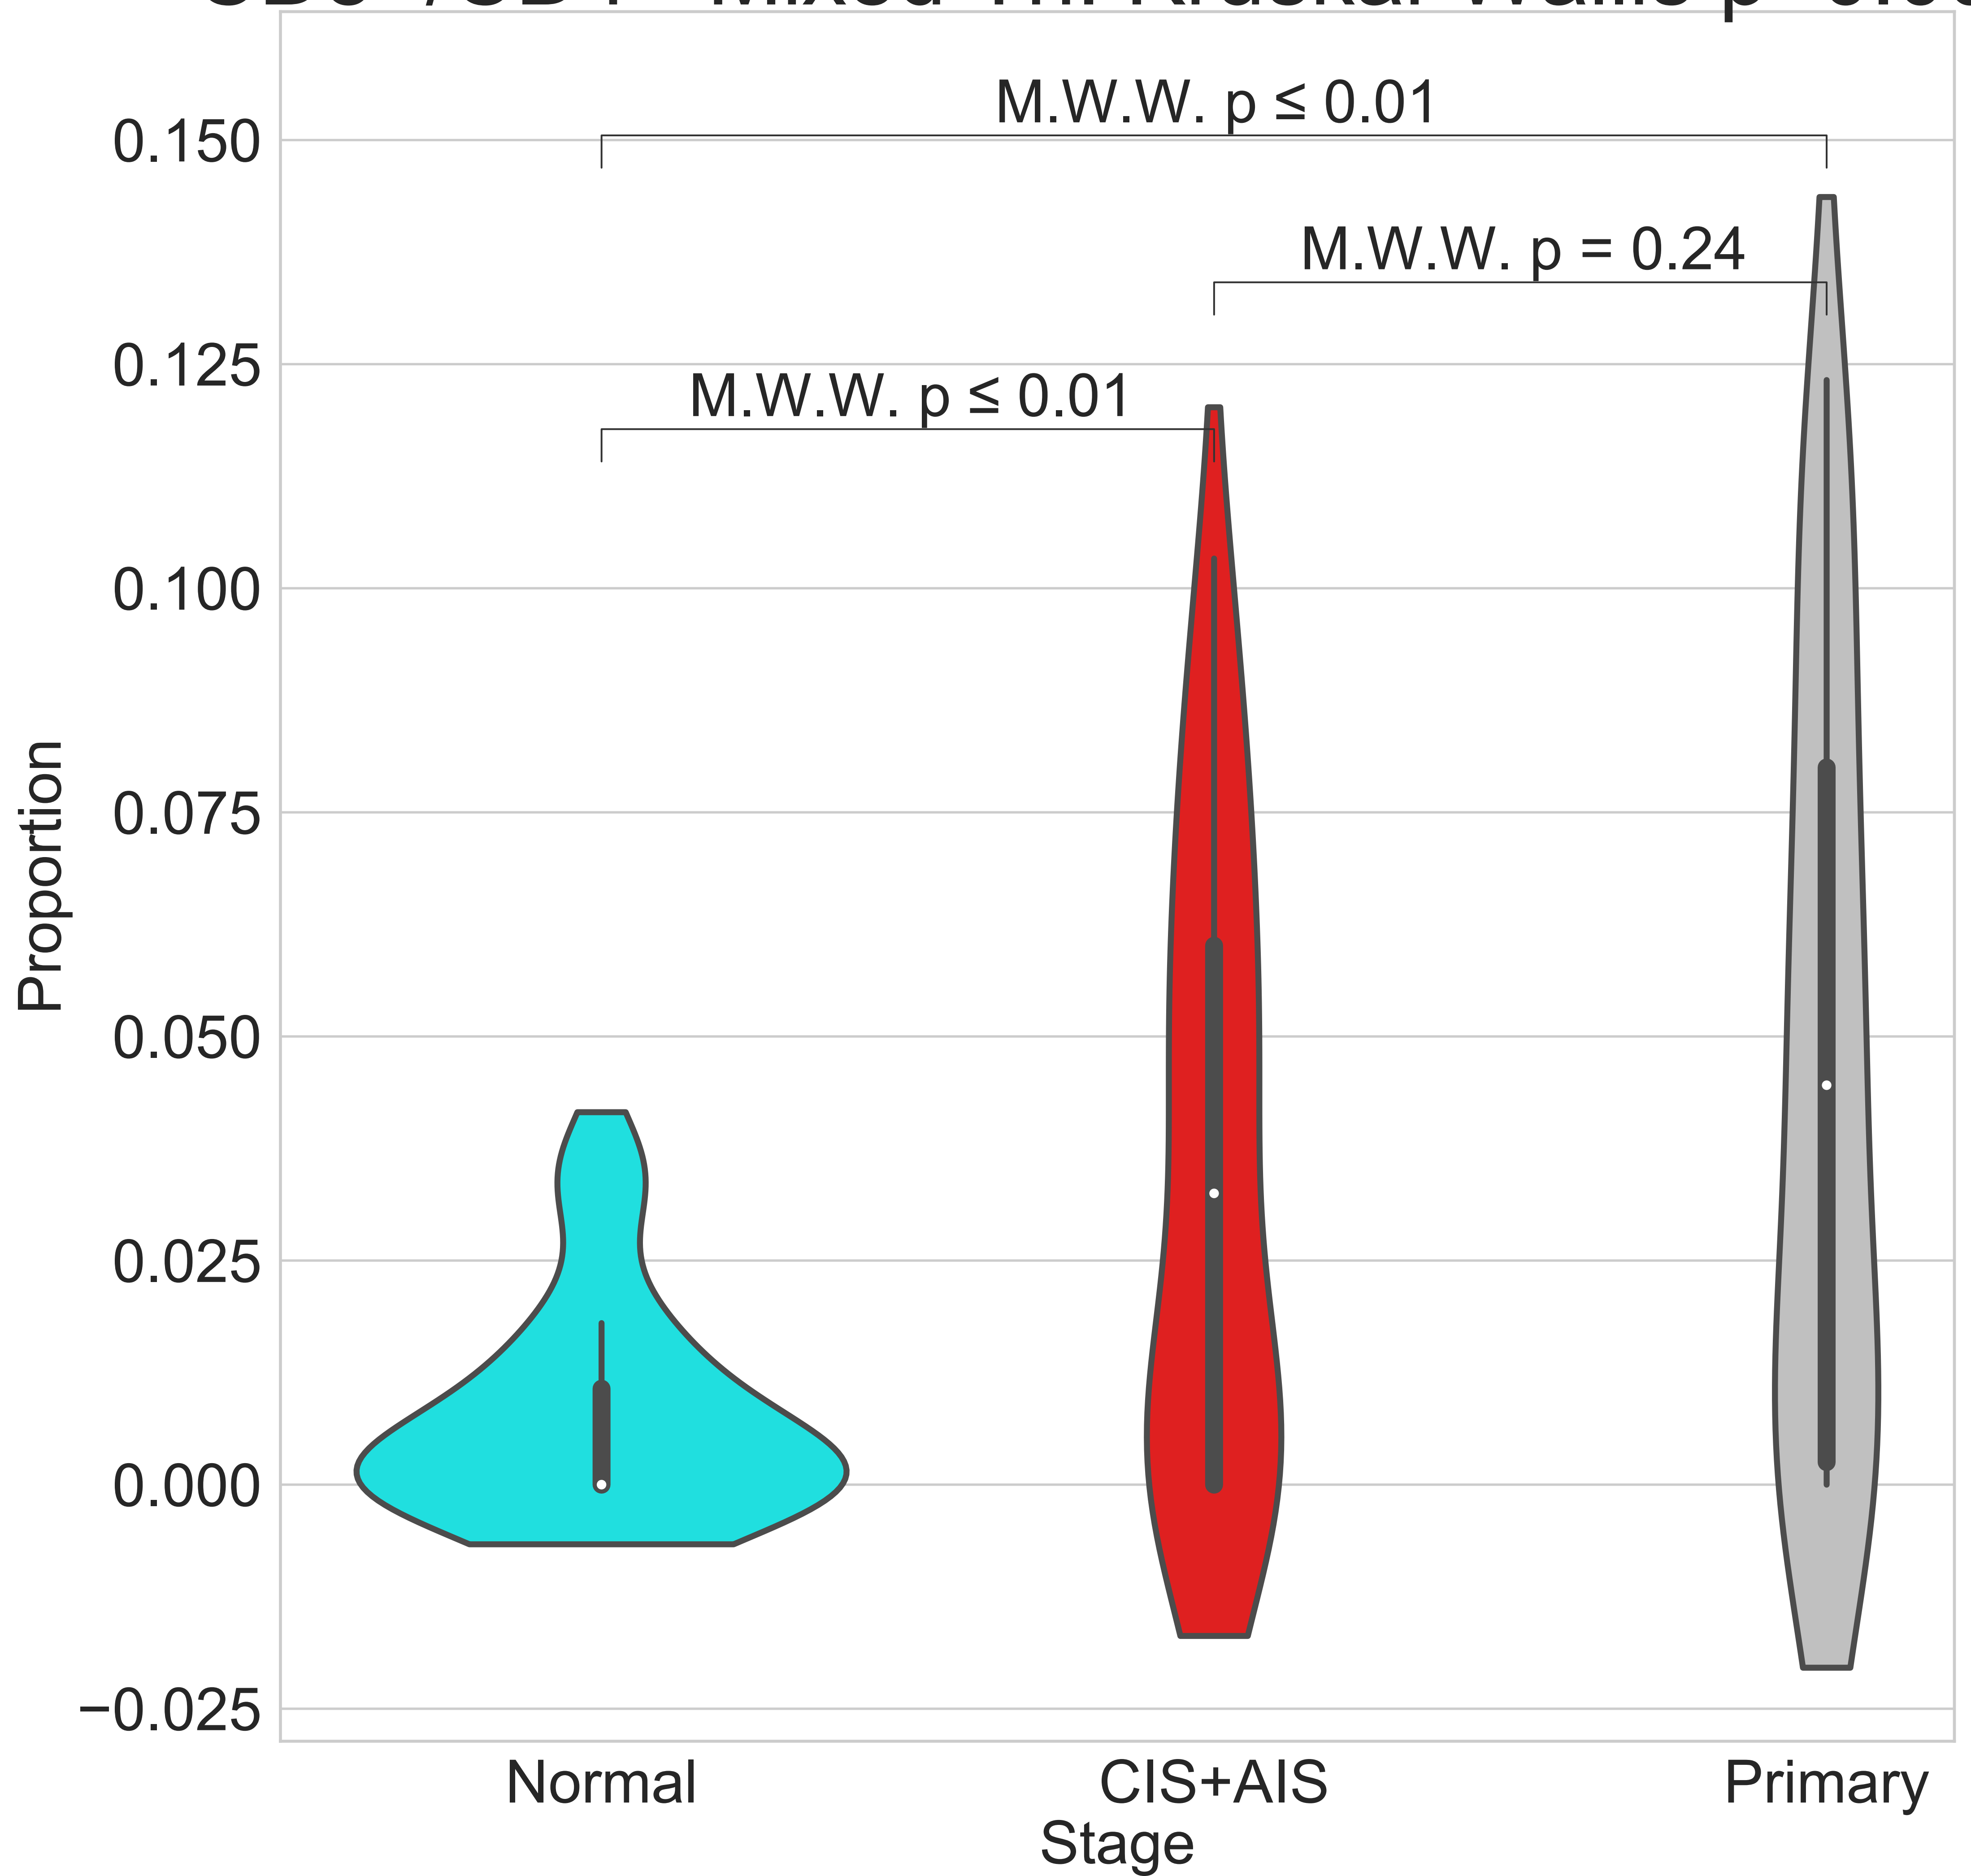 M.W.W. p ≤ 0.01
0.150
M.W.W. p = 0.24
0.125
M.W.W. p ≤ 0.01
0.100
0.075
Proportion
0.050
0.025
0.000
−0.025
Normal CIS+AIS Primary
Stage